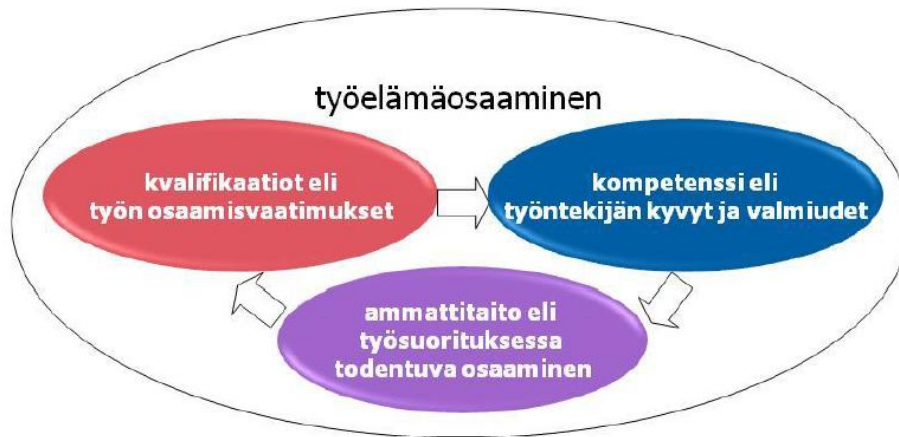 työelämäosaaminen
kvalifikaatiot eli
työn osaamisvaatimukset
kompetenssi eli
työntekijän kyvyt ja valmiudet
ammattitaito eli
työsuorituksessa
todentuva osaaminen